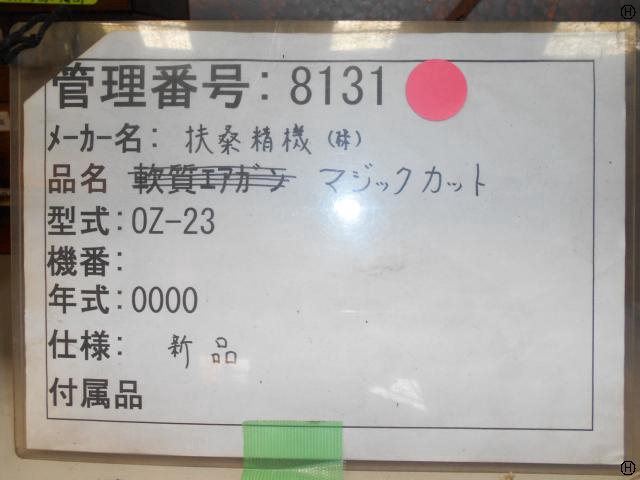 管理番号：8131
メーカー名：扶桑精機（株）
品名 軟質エアガン マジックカット
型式：OZ-23
機番：
年式：0000
仕様：新品
付属品